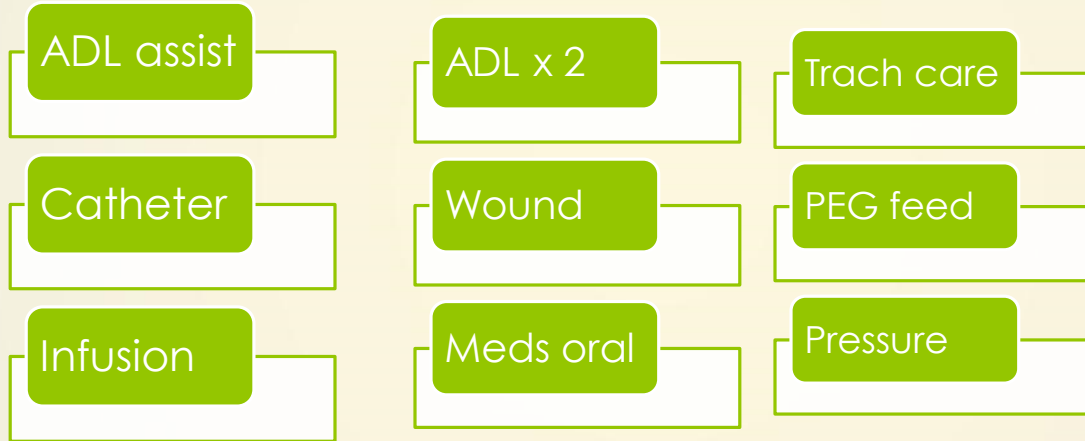 ADL assist
Catheter
Infusion
ADL x 2
Wound
Meds oral
Trach care
PEG feed
Pressure